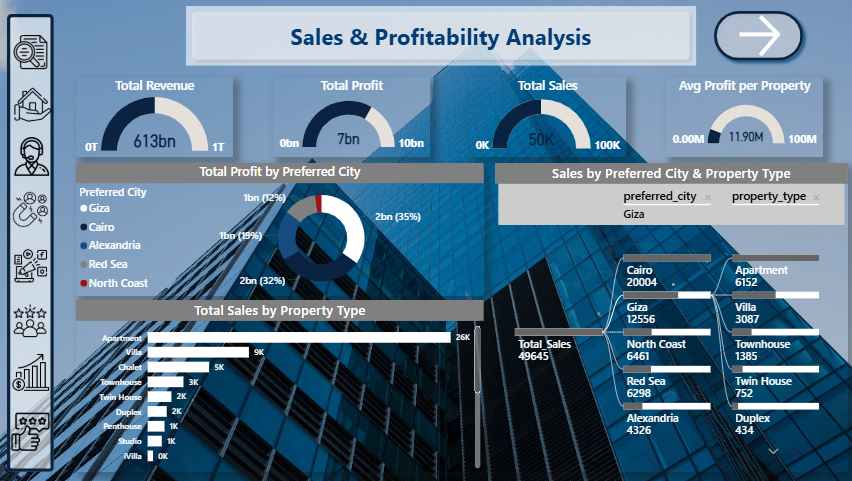 Sales & Profitability Analysis
Total Revenue
0T
613bn
1T
Total Profit
0bn
7bn
10bn
Total Sales
0K
50K
100K
Avg Profit per Property
0.00M
11.90M
100M
Total Profit by Preferred City
Preferred City
Giza
Cairo
Alexandria
Red Sea
North Coast
1bn (12%)
2bn (35%)
1bn (19%)
2bn (32%)
Total Sales by Property Type
Apartment 26K
Villa 9K
Chalet 5K
Townhouse 3K
Twin House 2K
Duplex 2K
Penthouse 1K
Studio 1K
iVilla 0K
Sales by Preferred City & Property Type
preferred_city × property_type ×
Giza
Total_Sales
49645
Cairo
20004
Giza
12556
North Coast
6461
Red Sea
6298
Alexandria
4326
Apartment
6152
Villa
3087
Townhouse
1385
Twin House
752
Duplex
434